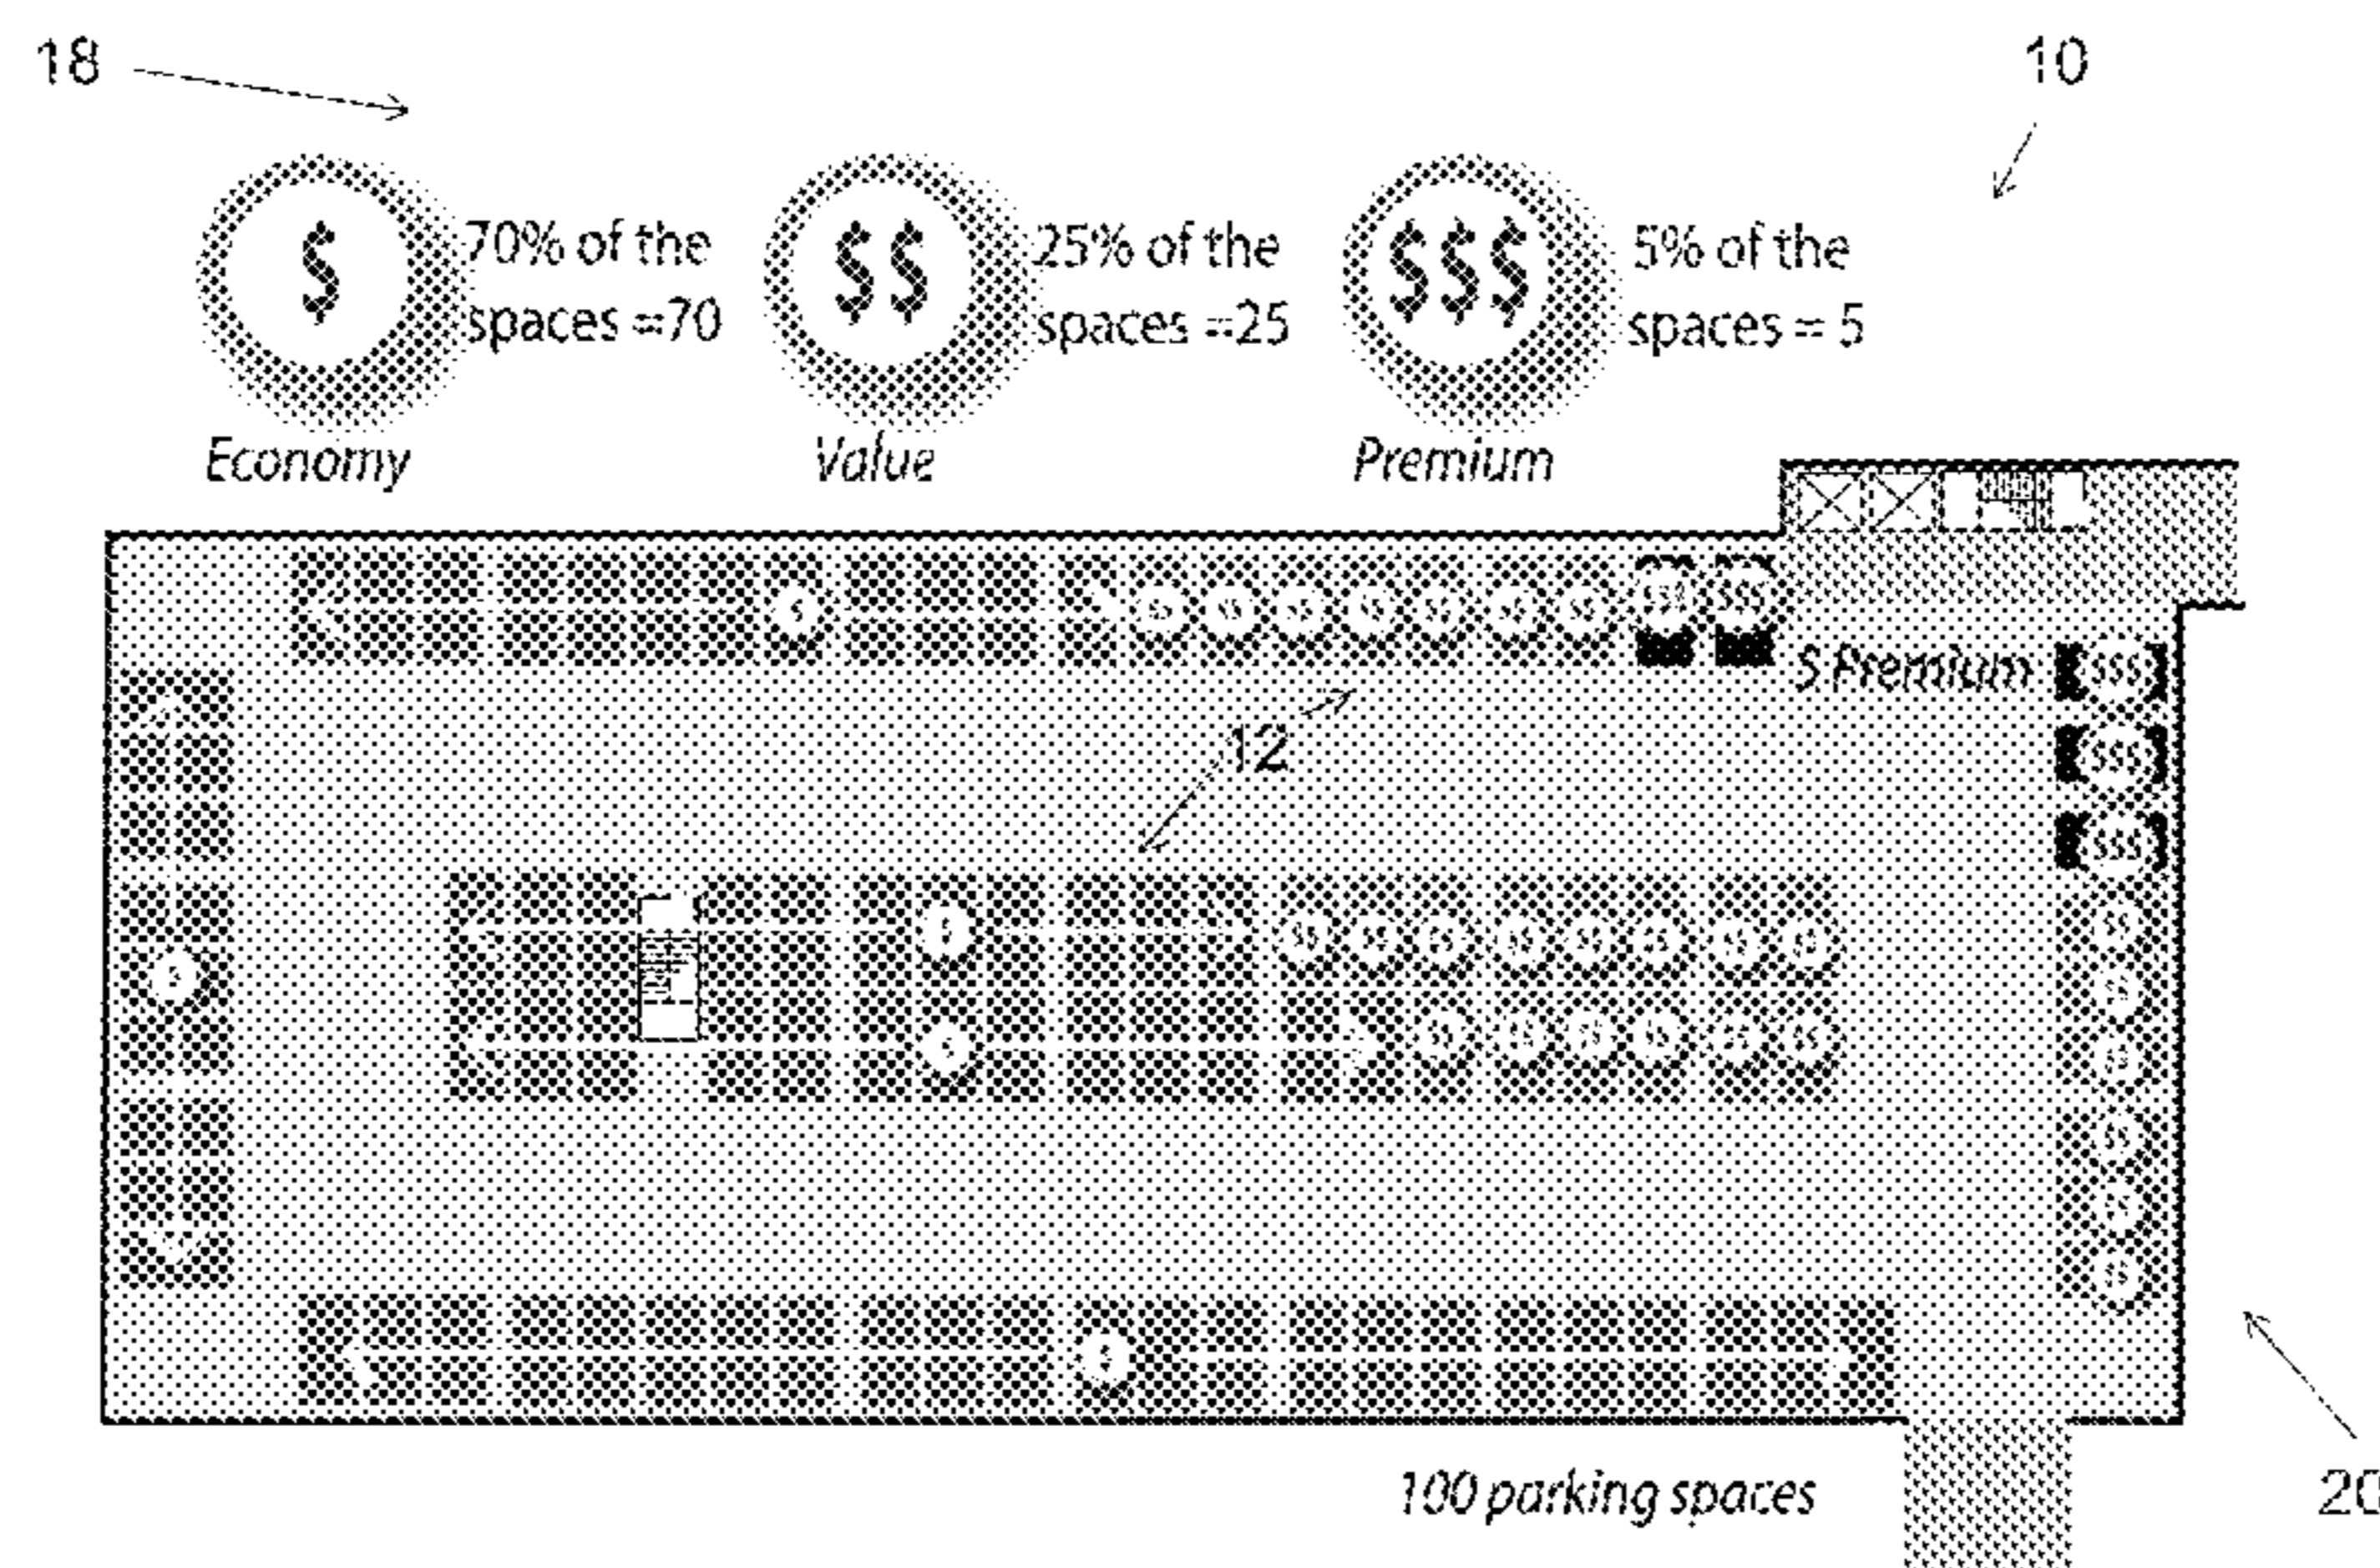 18
10
$
70% of the
spaces =70
$$
25% of the
spaces =25
$$$
5% of the
spaces = 5
Economy
Value
Premium
$
$$ $$ $$ $$ $$ $$ $$
$$$ $$$
5 Premium
$$$
12
$$$
$$$
$
$$ $$ $$ $$ $$ $$ $$ $$
$$
$
$$
$
$$ $$ $$ $$ $$ $$
$$
$$
$$
$$
$
100 parking spaces
20